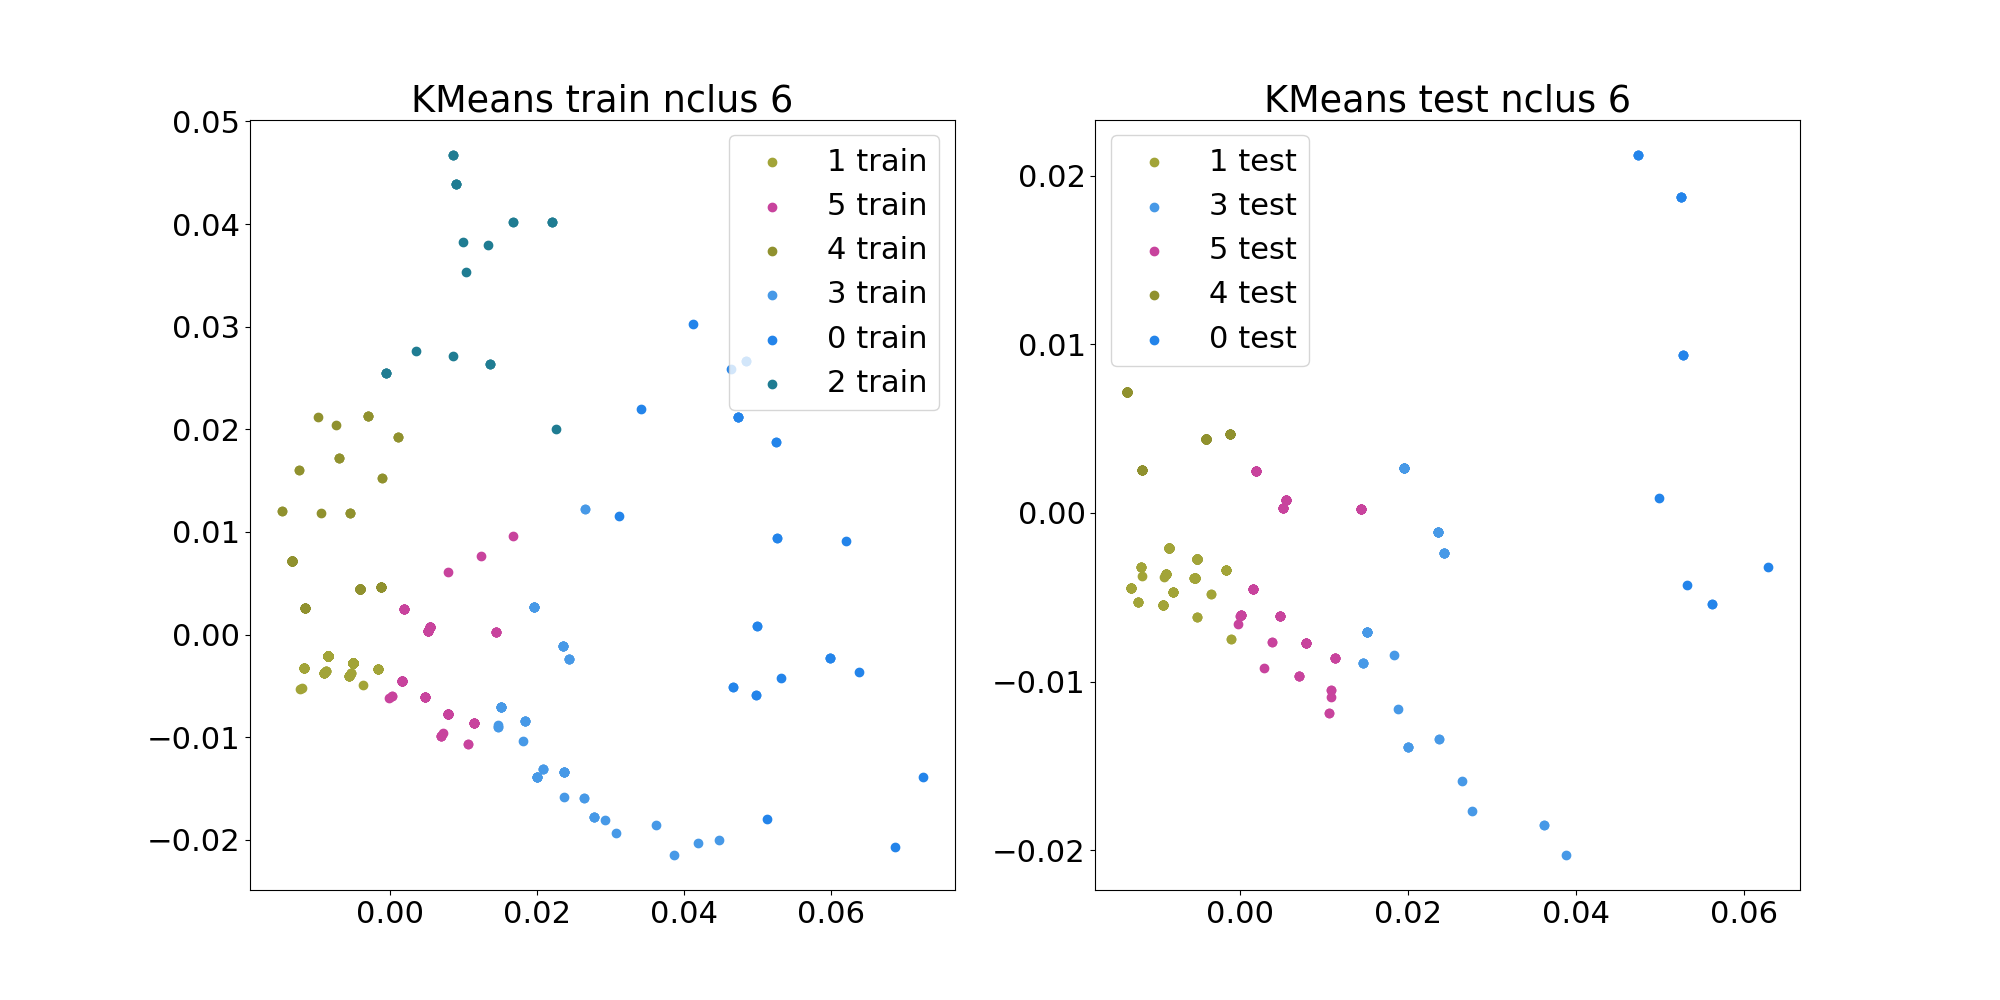 KMeans train nclus 6
0.05
0.04
0.03
0.02
0.01
0.00
−0.01
−0.02
0.00 0.02 0.04 0.06
1 train
5 train
4 train
3 train
0 train
2 train
KMeans test nclus 6
0.02
0.01
0.00
−0.01
−0.02
0.00 0.02 0.04 0.06
1 test
3 test
5 test
4 test
0 test